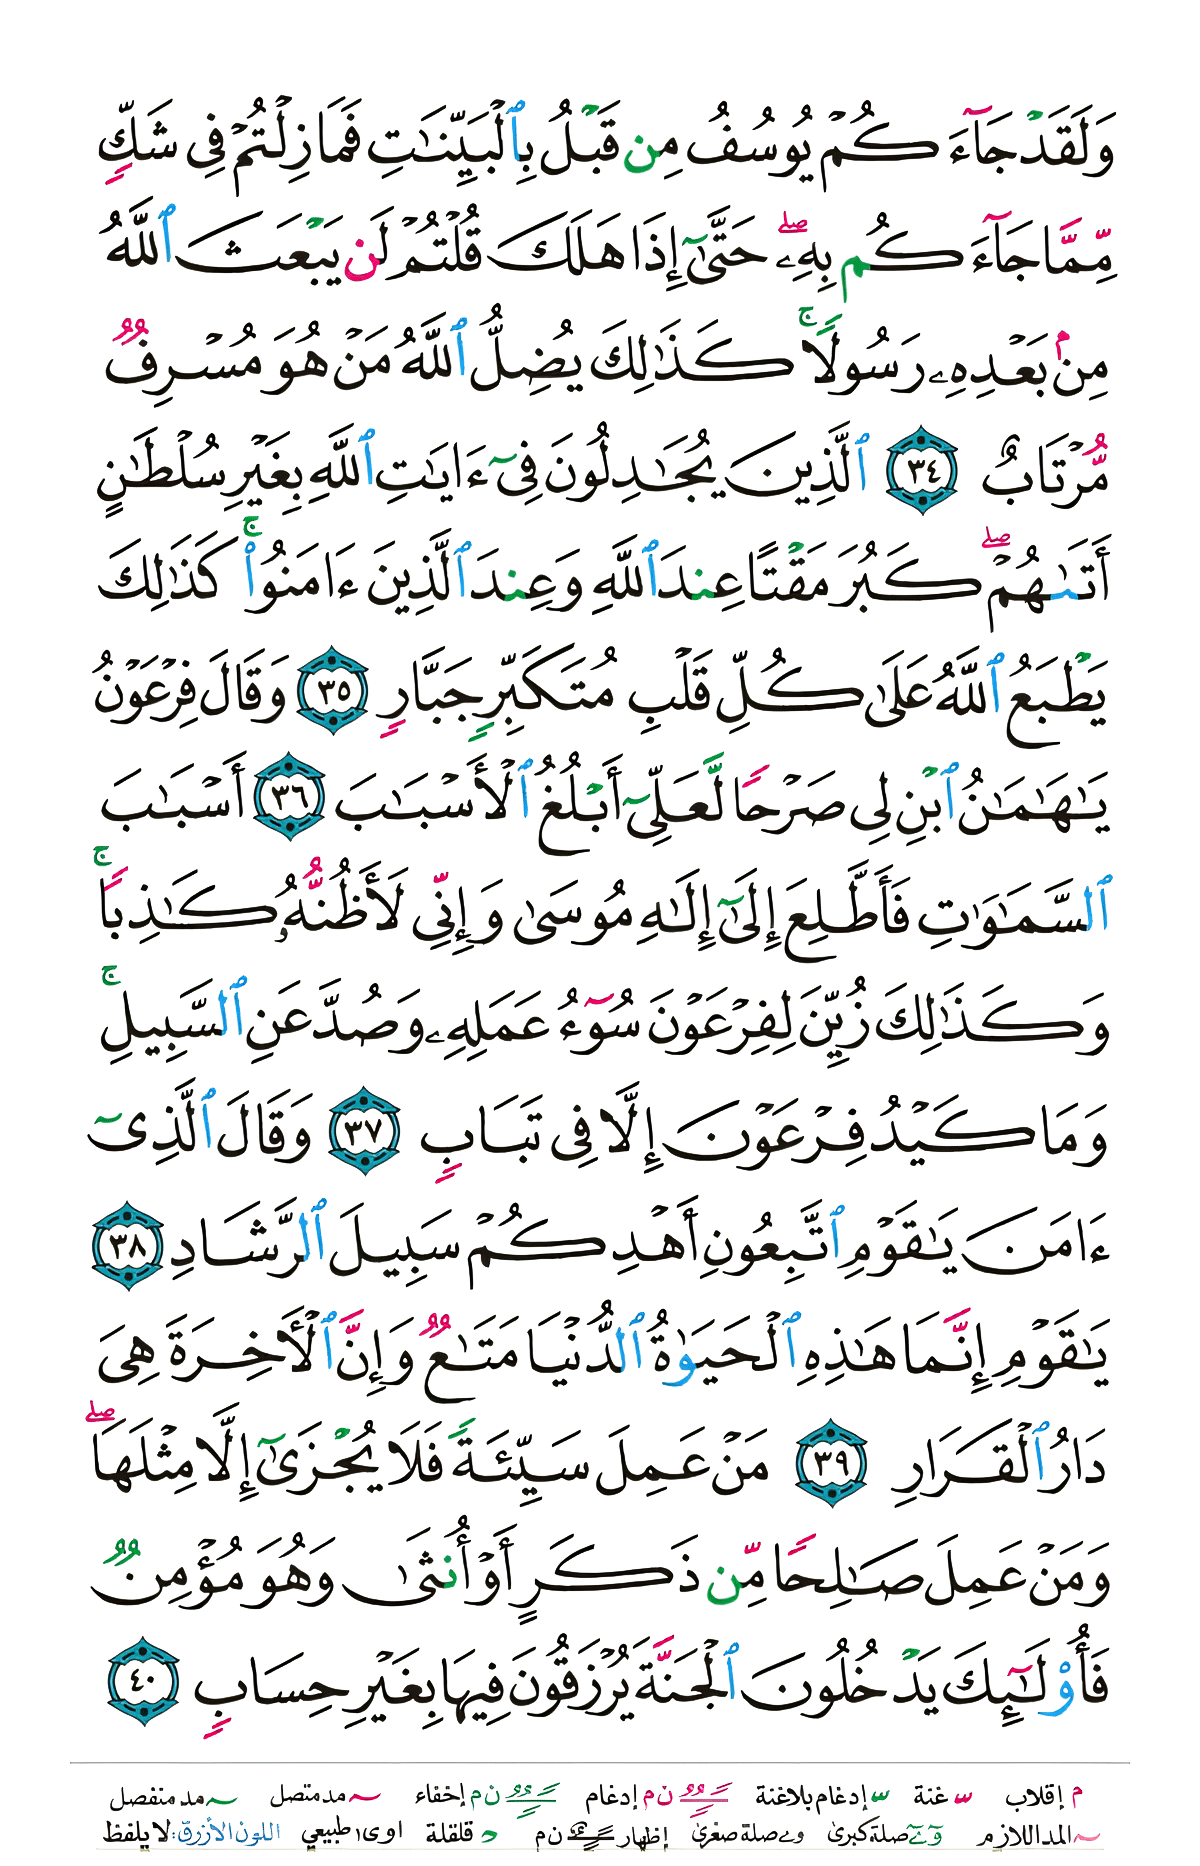 وَلَقَدْ جَآءَكُمْ يُوسُفُ مِن قَبْلُ بِٱلْبَيِّنَٰتِ فَمَا زِلْتُمْ فِى شَكٍّ
مِّمَّا جَآءَكُم بِهِۦ ۖ حَتَّىٰٓ إِذَا هَلَكَ قُلْتُمْ لَن يَبْعَثَ ٱللَّهُ
مِنۢ بَعْدِهِۦ رَسُولًا ۚ كَذَٰلِكَ يُضِلُّ ٱللَّهُ مَنْ هُوَ مُسْرِفٌ
مُّرْتَابٌ ٣٤ ٱلَّذِينَ يُجَٰدِلُونَ فِىٓ ءَايَٰتِ ٱللَّهِ بِغَيْرِ سُلْطَٰنٍ
أَتَىٰهُمْ ۖ كَبُرَ مَقْتًا عِندَ ٱللَّهِ وَعِندَ ٱلَّذِينَ ءَامَنُوا۟ ۚ كَذَٰلِكَ
يَطْبَعُ ٱللَّهُ عَلَىٰ كُلِّ قَلْبِ مُتَكَبِّرٍ جَبَّارٍ ٣٥ وَقَالَ فِرْعَوْنُ
يَٰهَٰمَٰنُ ٱبْنِ لِى صَرْحًا لَّعَلِّىٓ أَبْلُغُ ٱلْأَسْبَٰبَ ٣٦ أَسْبَٰبَ
ٱلسَّمَٰوَٰتِ فَأَطَّلِعَ إِلَىٰٓ إِلَٰهِ مُوسَىٰ وَإِنِّى لَأَظُنُّهُۥ كَٰذِبًا ۚ
وَكَذَٰلِكَ زُيِّنَ لِفِرْعَوْنَ سُوٓءُ عَمَلِهِۦ وَصُدَّ عَنِ ٱلسَّبِيلِ ۚ
وَمَا كَيْدُ فِرْعَوْنَ إِلَّا فِى تَبَابٍ ٣٧ وَقَالَ ٱلَّذِىٓ
ءَامَنَ يَٰقَوْمِ ٱتَّبِعُونِ أَهْدِكُمْ سَبِيلَ ٱلرَّشَادِ ٣٨
يَٰقَوْمِ إِنَّمَا هَٰذِهِ ٱلْحَيَوٰةُ ٱلدُّنْيَا مَتَٰعٌ وَإِنَّ ٱلْأَخِرَةَ هِىَ
دَارُ ٱلْقَرَارِ ٣٩ مَنْ عَمِلَ سَيِّئَةً فَلَا يُجْزَىٰٓ إِلَّا مِثْلَهَا ۖ
وَمَنْ عَمِلَ صَٰلِحًا مِّن ذَكَرٍ أَوْ أُنثَىٰ وَهُوَ مُؤْمِنٌ
فَأُو۟لَٰٓئِكَ يَدْخُلُونَ ٱلْجَنَّةَ يُرْزَقُونَ فِيهَا بِغَيْرِ حِسَابٍ ٤٠
م إقلاب غنة إدغام بلاغنة ن م إدغام ن م إخفاء مد متصل مد منفصل
المد اللازم صلة كبرى صلة صغرى إظهار ن م قلقلة اوى طبيعي اللون الأزرق: لا يلفظ